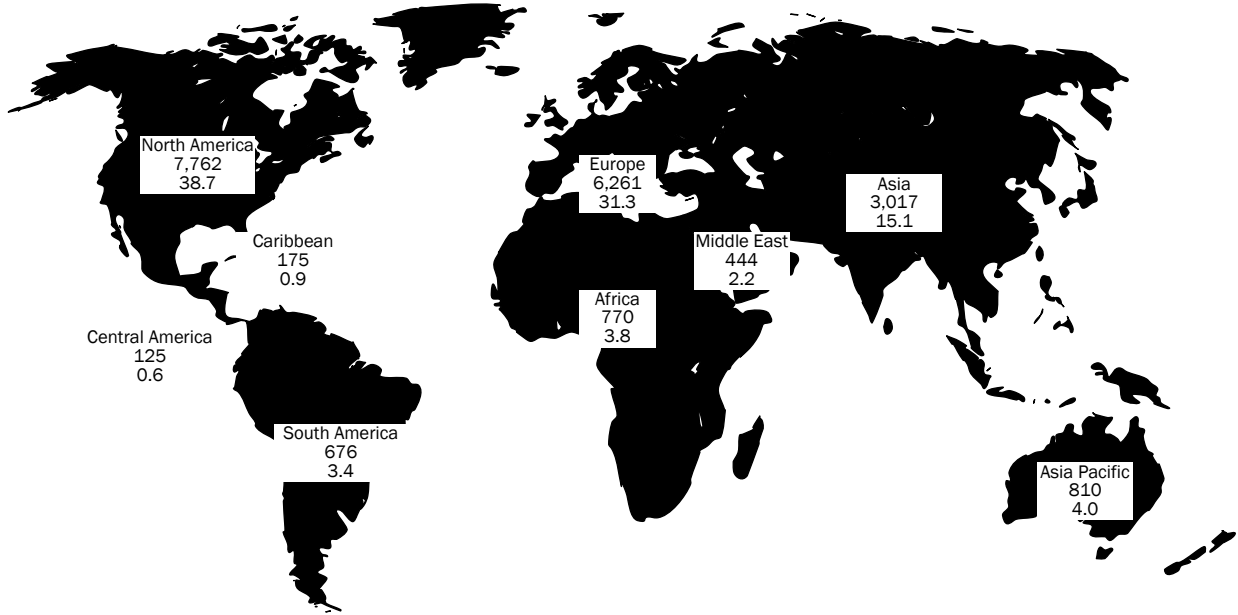 North America
7,762
38.7
Europe
6,261
31.3
Asia
3,017
15.1
Caribbean
175
0.9
Middle East
444
2.2
Africa
770
3.8
Central America
125
0.6
South America
676
3.4
Asia Pacific
810
4.0